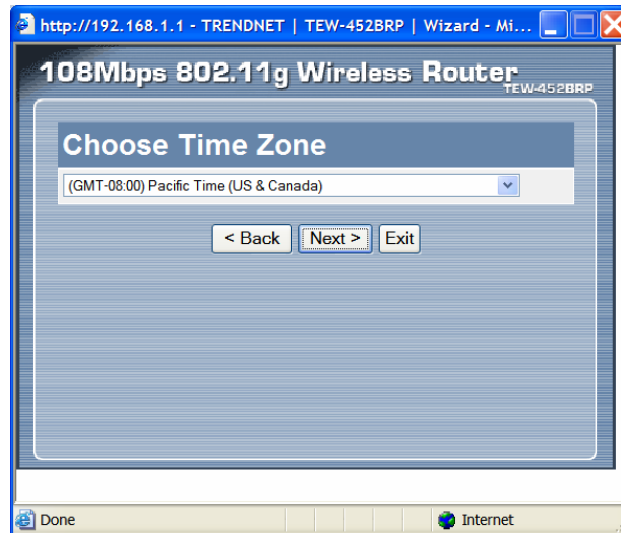 http://192.168.1.1 - TRENDNET | TEW-452BRP | Wizard - Mi...
108Mbps 802.11g Wireless Router
TEW-452BRP
Choose Time Zone
(GMT-08:00) Pacific Time (US & Canada)
< Back Next > Exit
Done Internet